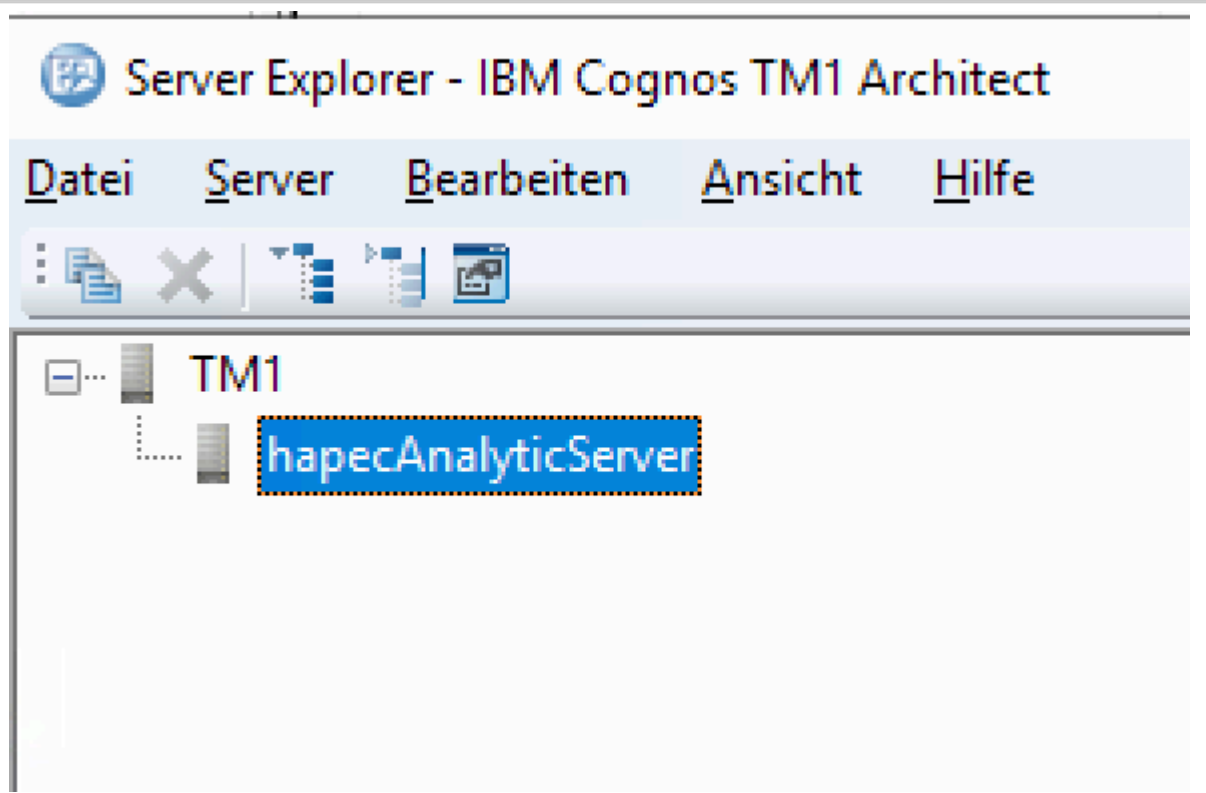 Server Explorer - IBM Cognos TM1 Architect
Datei Server Bearbeiten Ansicht Hilfe
TM1
hapecAnalyticServer